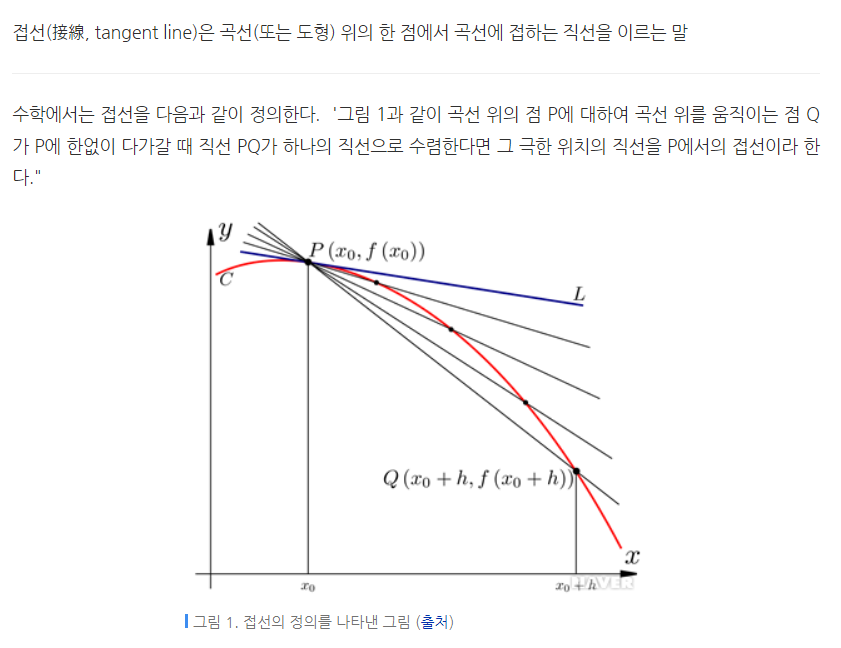 접선(接線, tangent line)은 곡선(또는 도형) 위의 한 점에서 곡선에 접하는 직선을 이르는 말
수학에서는 접선을 다음과 같이 정의한다. '그림 1과 같이 곡선 위의 점 P에 대하여 곡선 위를 움직이는 점 Q
가 P에 한없이 다가갈 때 직선 PQ가 하나의 직선으로 수렴한다면 그 극한 위치의 직선을 P에서의 접선이라 한
다."
y
P (x₀, f (x₀))
C
L
Q (x₀ + h, f (x₀ + h))
x
x₀
x₀ + h
NAVER
그림 1. 접선의 정의를 나타낸 그림 (출처)